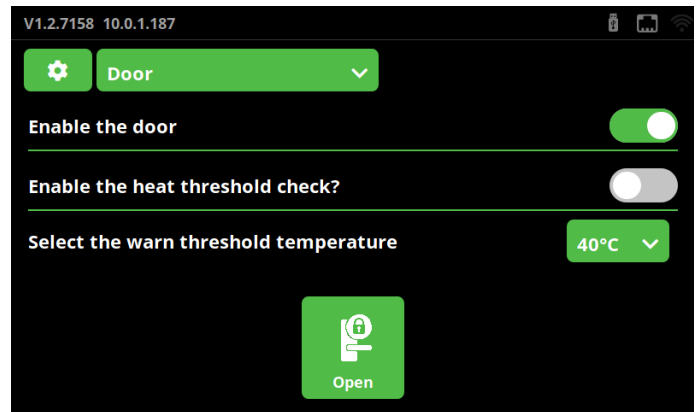 V1.2.7158 10.0.1.187
Door
Enable the door
Enable the heat threshold check?
Select the warn threshold temperature
40°C
Open